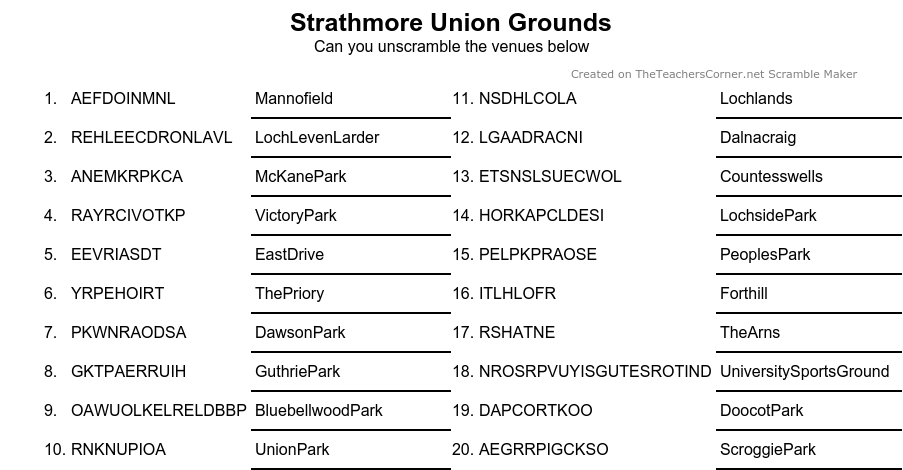 Strathmore Union Grounds
Can you unscramble the venues below
Created on TheTeachersCorner.net Scramble Maker
1. AEFDOINMNL Mannofield
2. REHLEECDRONLAVL LochLevenLarder
3. ANEMKRPKCA McKanePark
4. RAYRCIVOTKP VictoryPark
5. EEVRIASDT EastDrive
6. YRPEHOIRT ThePriory
7. PKWNRAODSA DawsonPark
8. GKTPAERRUIH GuthriePark
9. OAWUOLKELRELDBBP BluebellwoodPark
10. RNKNUPIOA UnionPark
11. NSDHLCOLA Lochlands
12. LGAADRACNI Dalnacraig
13. ETSNSLSUECWOL Countesswells
14. HORKAPCLDESI LochsidePark
15. PELPKPRAOSE PeoplesPark
16. ITLHLOFR Forthill
17. RSHATNE TheArns
18. NROSRPVUYISGUTESROTIND UniversitySportsGround
19. DAPCORTKOO DoocotPark
20. AEGRRPIGCKSO ScroggiePark